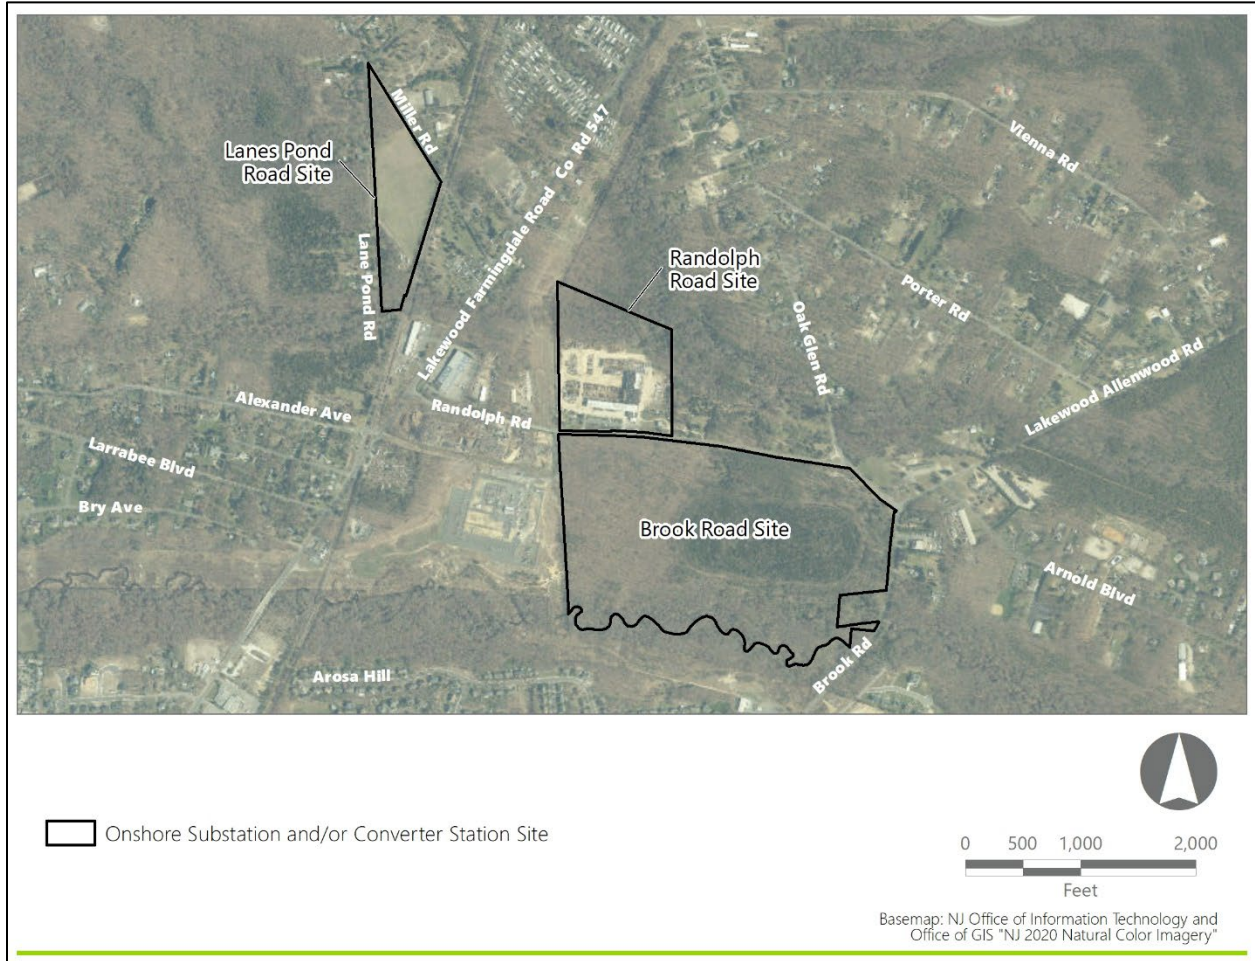 Miller Rd
Lakewood Farmingdale Road Co Rd 547
Vienna Rd
Lanes Pond
Road Site
Lane Pond Rd
Randolph
Road Site
Porter Rd
Oak Glen Rd
Lakewood Allenwood Rd
Alexander Ave
Randolph Rd
Larrabee Blvd
Bry Ave
Brook Road Site
Arnold Blvd
Arosa Hill
Brook Rd
Onshore Substation and/or Converter Station Site
0 500 1,000 2,000
Feet
Basemap: NJ Office of Information Technology and
Office of GIS "NJ 2020 Natural Color Imagery"